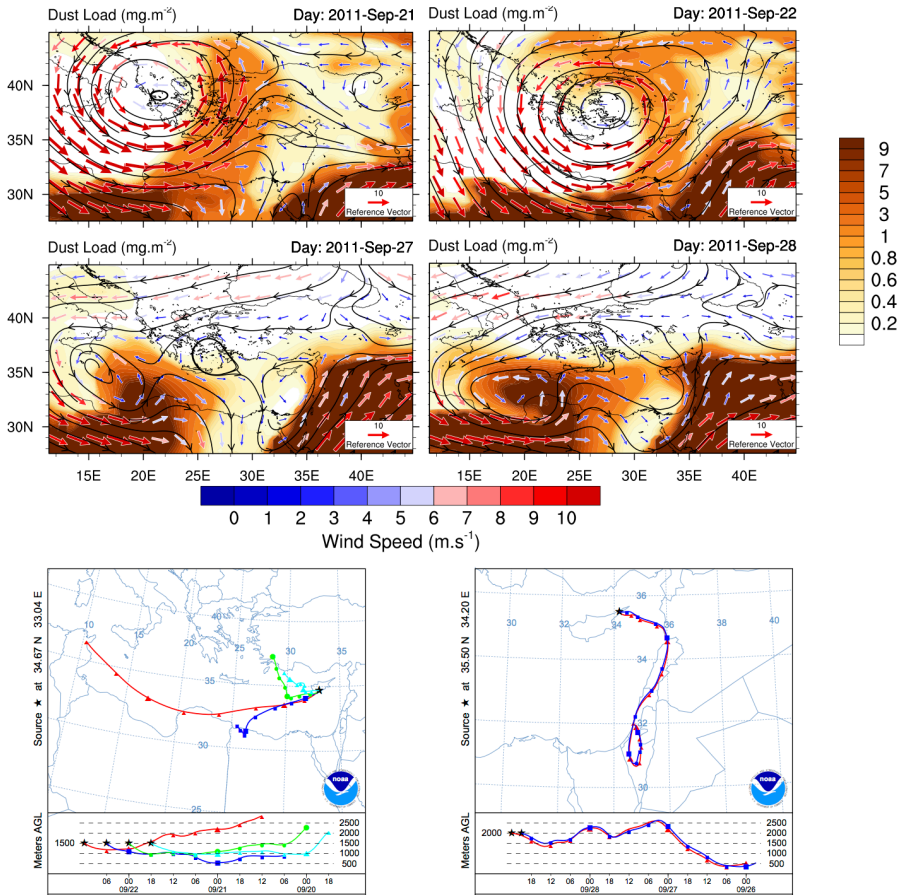 Dust Load (mg.m-2) Day: 2011-Sep-21
Dust Load (mg.m-2) Day: 2011-Sep-22
40N
35N
30N
10
Reference Vector
10
Reference Vector
9
7
5
3
1
0.8
0.6
0.4
0.2
Dust Load (mg.m-2) Day: 2011-Sep-27
Dust Load (mg.m-2) Day: 2011-Sep-28
40N
35N
30N
10
Reference Vector
10
Reference Vector
15E 20E 25E 30E 35E 40E
15E 20E 25E 30E 35E 40E
0 1 2 3 4 5 6 7 8 9 10
Wind Speed (m.s-1)
Source ★ at 34.67 N 33.04 E
10 15 20 25 30 35
40
35
30
25
noaa
Meters AGL
1500
2500
2000
1500
1000
500
06 00 18 12 06 00 18 12 06 00 18
09/22 09/21 09/20
Source ★ at 35.50 N 34.20 E
36
30 32 34 36 38
32
30
noaa
Meters AGL
2000
2500
2000
1500
1000
500
18 12 06 00 18 12 06 00 18 12 06 00
09/28 09/27 09/26